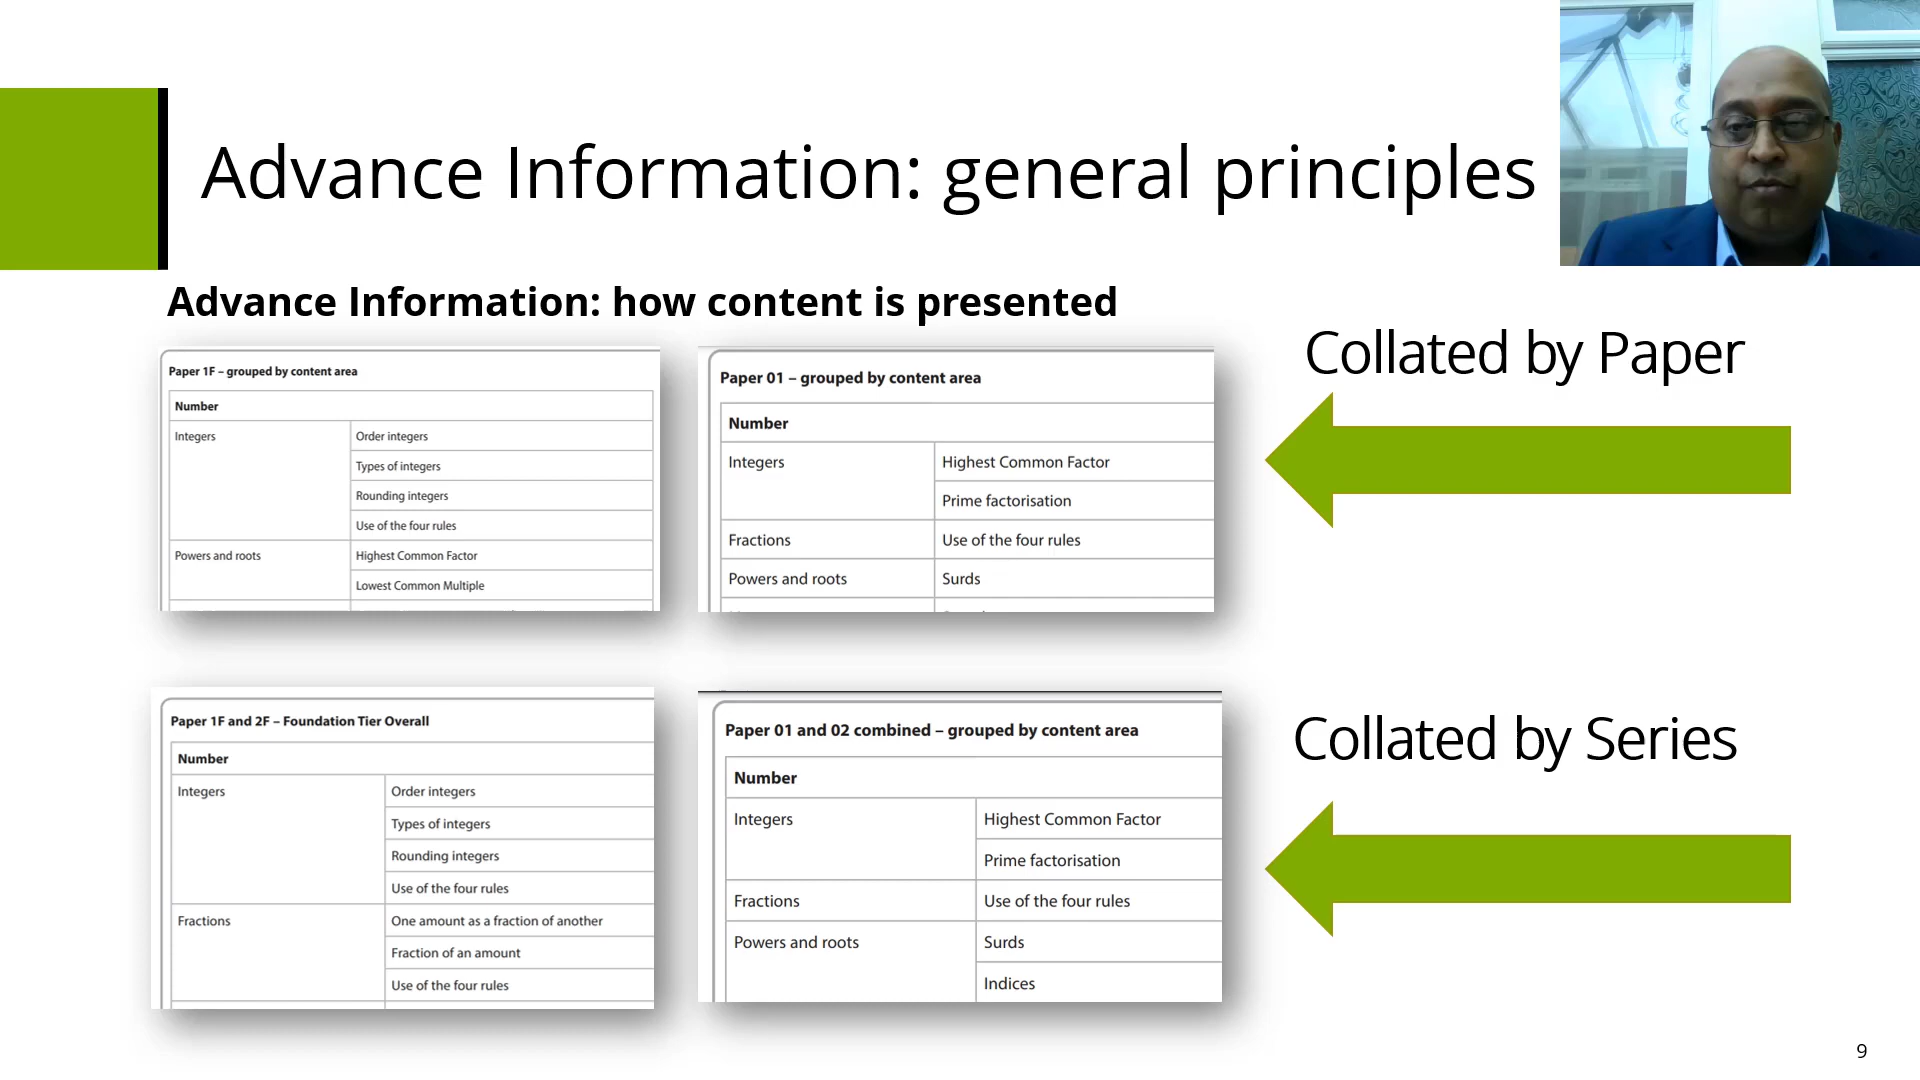 Advance Information: general principles
Advance Information: how content is presented
Paper 1F – grouped by content area
Number
Integers
Order integers
Types of integers
Rounding integers
Use of the four rules
Powers and roots
Highest Common Factor
Lowest Common Multiple
Paper 01 – grouped by content area
Number
Integers
Highest Common Factor
Prime factorisation
Fractions
Use of the four rules
Powers and roots
Surds
Collated by Paper
Paper 1F and 2F – Foundation Tier Overall
Number
Integers
Order integers
Types of integers
Rounding integers
Use of the four rules
Fractions
One amount as a fraction of another
Fraction of an amount
Use of the four rules
Paper 01 and 02 combined – grouped by content area
Number
Integers
Highest Common Factor
Prime factorisation
Fractions
Use of the four rules
Powers and roots
Surds
Indices
Collated by Series
9